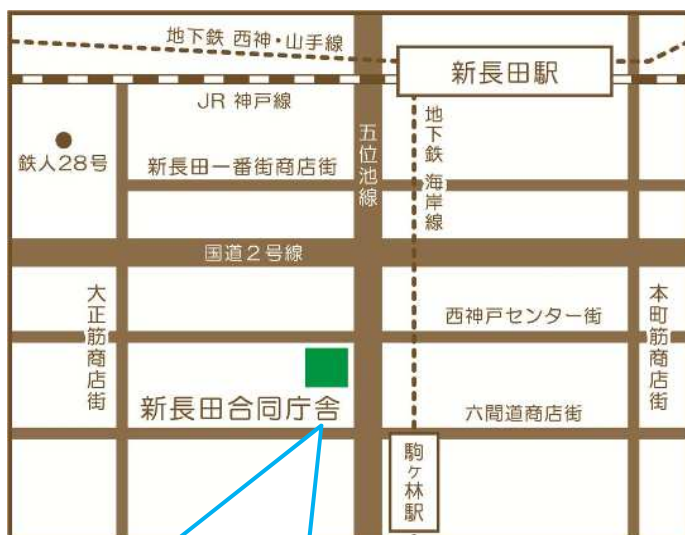 地下鉄 西神・山手線
新長田駅
JR 神戸線
鉄人28号
新長田一番街商店街
五位池線
地下鉄 海岸線
国道2号線
大正筋商店街
西神戸センター街
本町筋商店街
新長田合同庁舎
六間道商店街
駒ヶ林駅